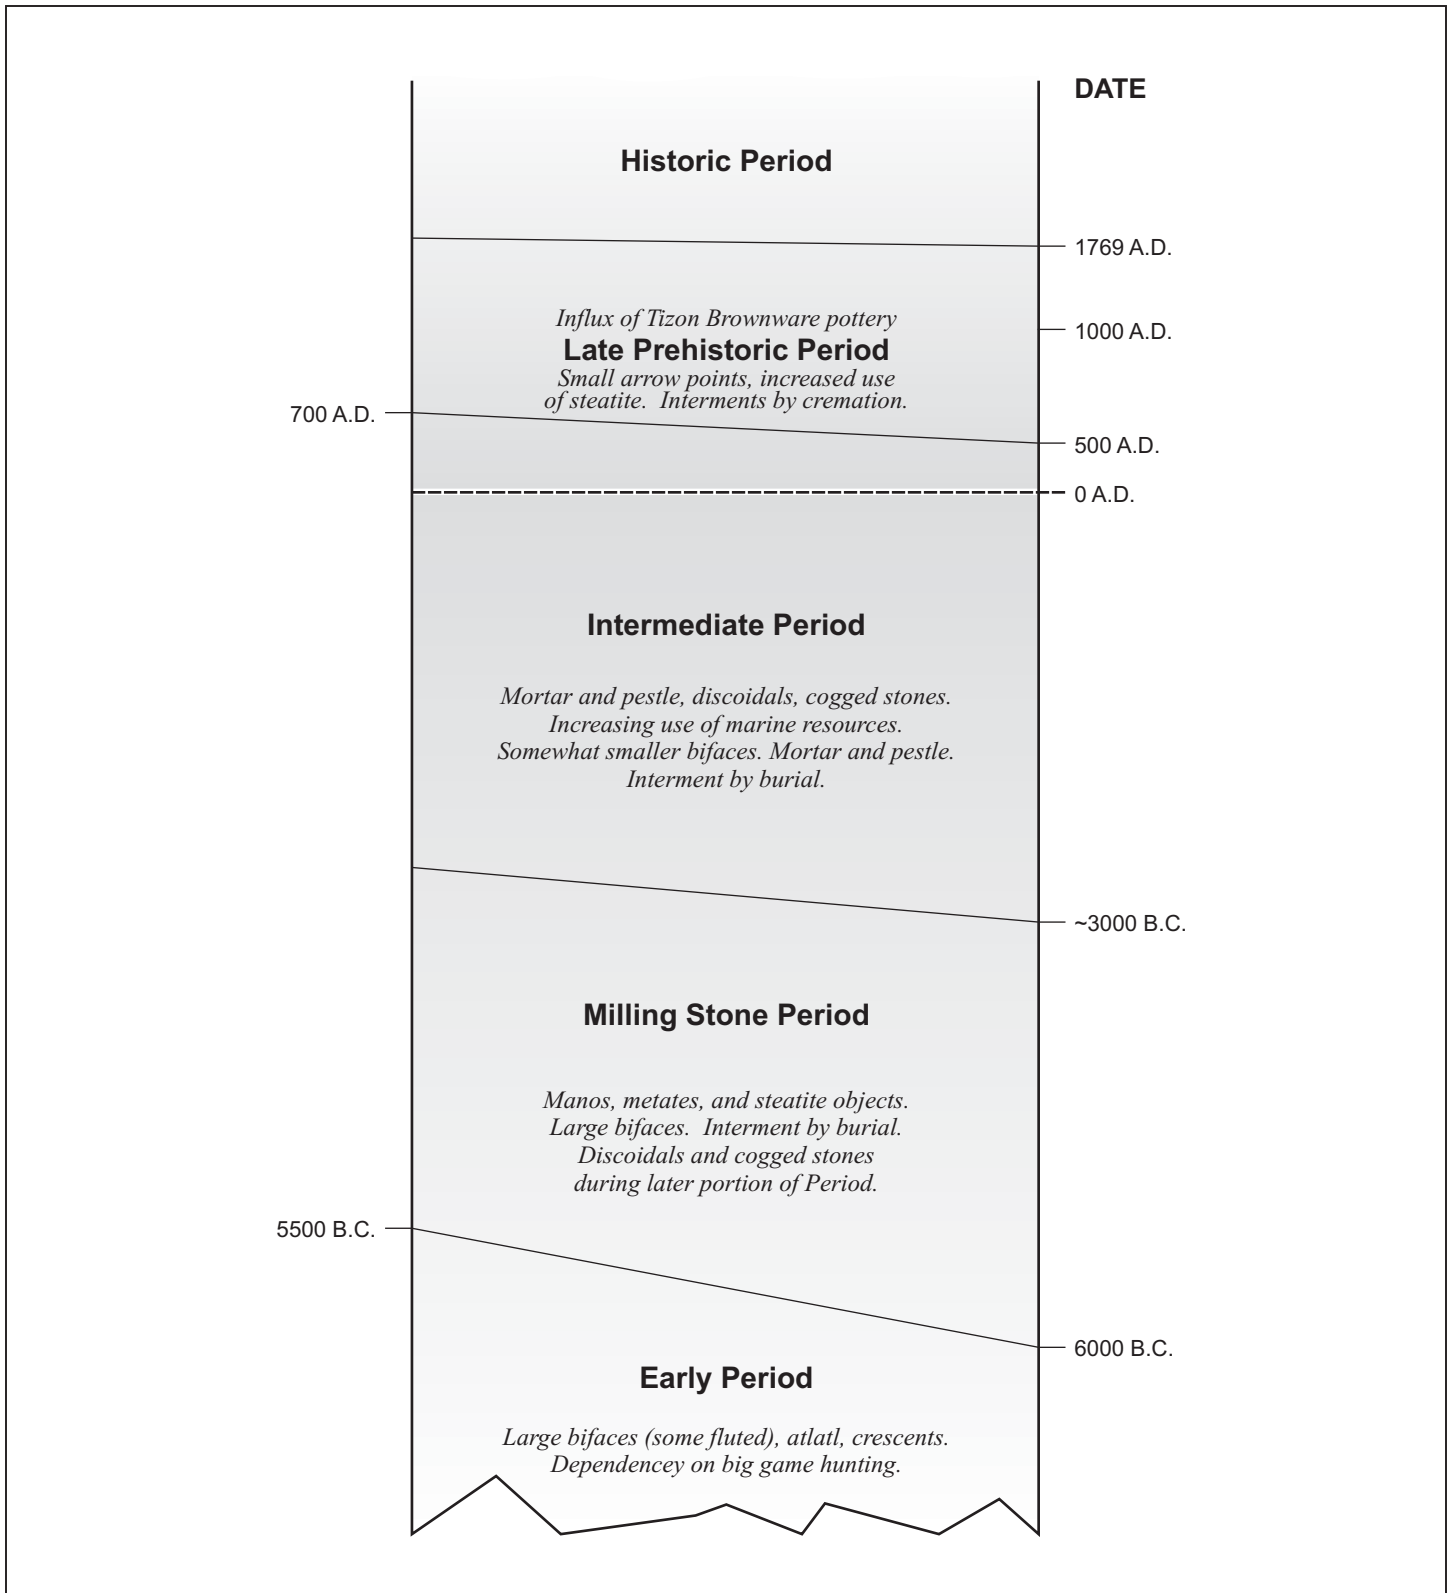 DATE
Historic Period
1769 A.D.
Influx of Tizon Brownware pottery
1000 A.D.
Late Prehistoric Period
Small arrow points, increased use
of steatite. Interments by cremation.
700 A.D.
500 A.D.
0 A.D.
Intermediate Period
Mortar and pestle, discoidals, cogged stones.
Increasing use of marine resources.
Somewhat smaller bifaces. Mortar and pestle.
Interment by burial.
~3000 B.C.
Milling Stone Period
Manos, metates, and steatite objects.
Large bifaces. Interment by burial.
Discoidals and cogged stones
during later portion of Period.
5500 B.C.
6000 B.C.
Early Period
Large bifaces (some fluted), atlatl, crescents.
Dependencey on big game hunting.